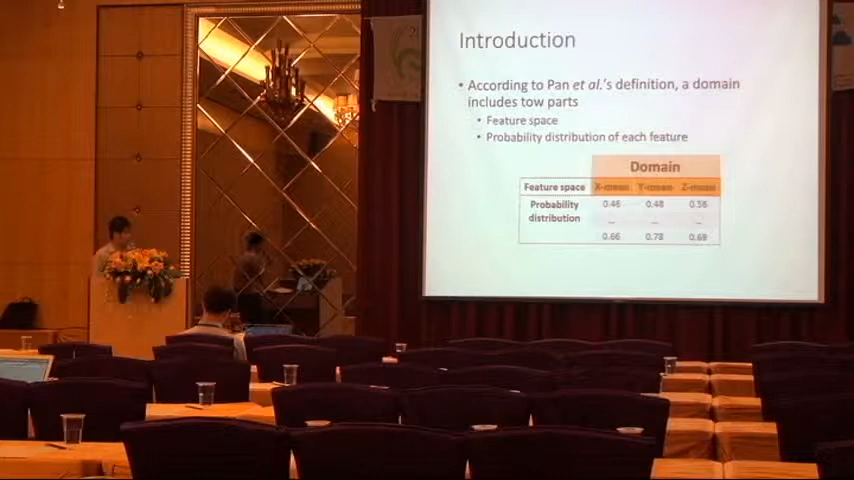 Introduction
• According to Pan et al.'s definition, a domain
includes tow parts
• Feature space
• Probability distribution of each feature
Domain
Feature space X-mean Y-mean Z-mean
Probability 0.46 0.48 0.56
distribution ... ... ...
0.66 0.78 0.69